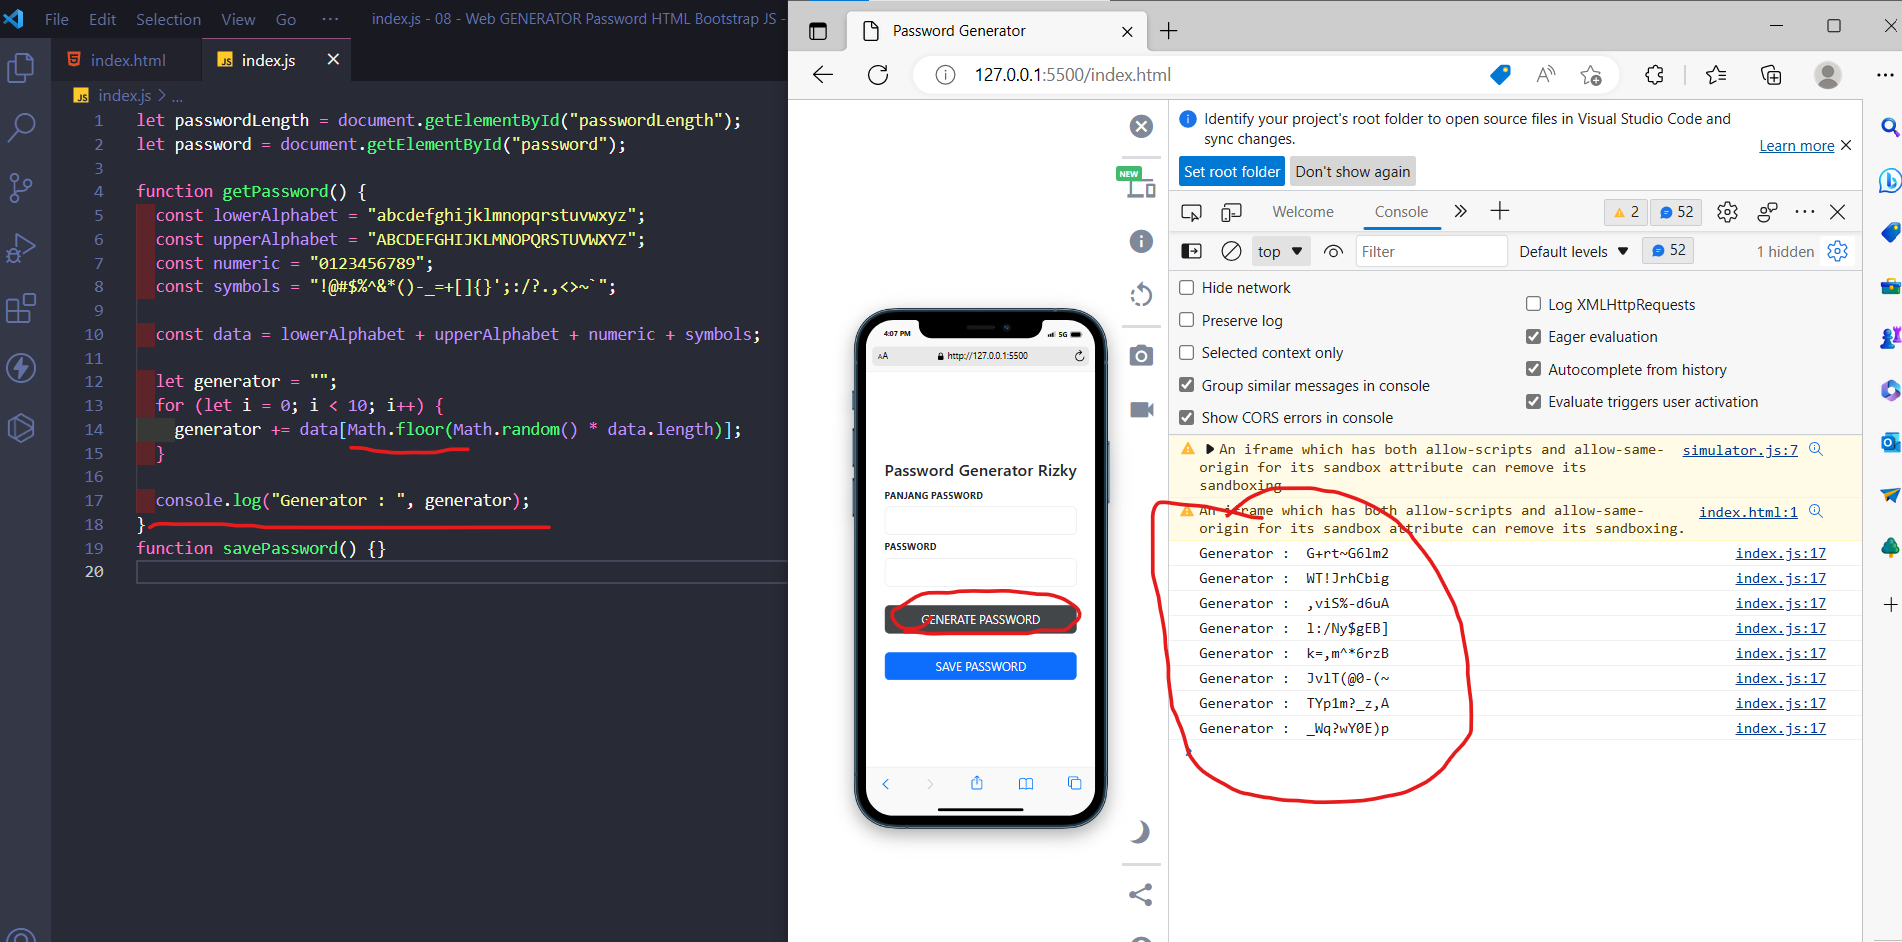 File Edit Selection View Go ··· index.js - 08 - Web GENERATOR Password HTML Bootstrap JS -
index.html
JS index.js
JS index.js > ...
1 let passwordLength = document.getElementById("passwordLength");
2 let password = document.getElementById("password");
3
4 function getPassword() {
5 const lowerAlphabet = "abcdefghijklmnopqrstuvwxyz";
6 const upperAlphabet = "ABCDEFGHIJKLMNOPQRSTUVWXYZ";
7 const numeric = "0123456789";
8 const symbols = "!@#$%^&*()-_=+[]{}';:/?.,<>~`";
9
10 const data = lowerAlphabet + upperAlphabet + numeric + symbols;
11
12 let generator = "";
13 for (let i = 0; i < 10; i++) {
14 generator += data[Math.floor(Math.random() * data.length)];
15 }
16
17 console.log("Generator : ", generator);
18 }
19 function savePassword() {}
20
Password Generator
127.0.0.1:5500/index.html
NEW
4:07 PM
5G
AA
http://127.0.0.1:5500
Password Generator Rizky
PANJANG PASSWORD
PASSWORD
GENERATE PASSWORD
SAVE PASSWORD
Identify your project's root folder to open source files in Visual Studio Code and
sync changes.
Learn more
Set root folder Don't show again
Welcome Console 2 52
top Filter Default levels 52 1 hidden
Hide network
Preserve log
Selected context only
Group similar messages in console
Show CORS errors in console
Log XMLHttpRequests
Eager evaluation
Autocomplete from history
Evaluate triggers user activation
An iframe which has both allow-scripts and allow-same- simulator.js:7
origin for its sandbox attribute can remove its
sandboxing.
An iframe which has both allow-scripts and allow-same- index.html:1
origin for its sandbox attribute can remove its sandboxing.
Generator : G+rt~G6lm2 index.js:17
Generator : WT!JrhCbig index.js:17
Generator : ,viS%-d6uA index.js:17
Generator : l:/Ny$gEB] index.js:17
Generator : k=,m^*6rzB index.js:17
Generator : JvlT(@0-(~ index.js:17
Generator : TYp1m?_z,A index.js:17
Generator : _Wq?wY0E)p index.js:17